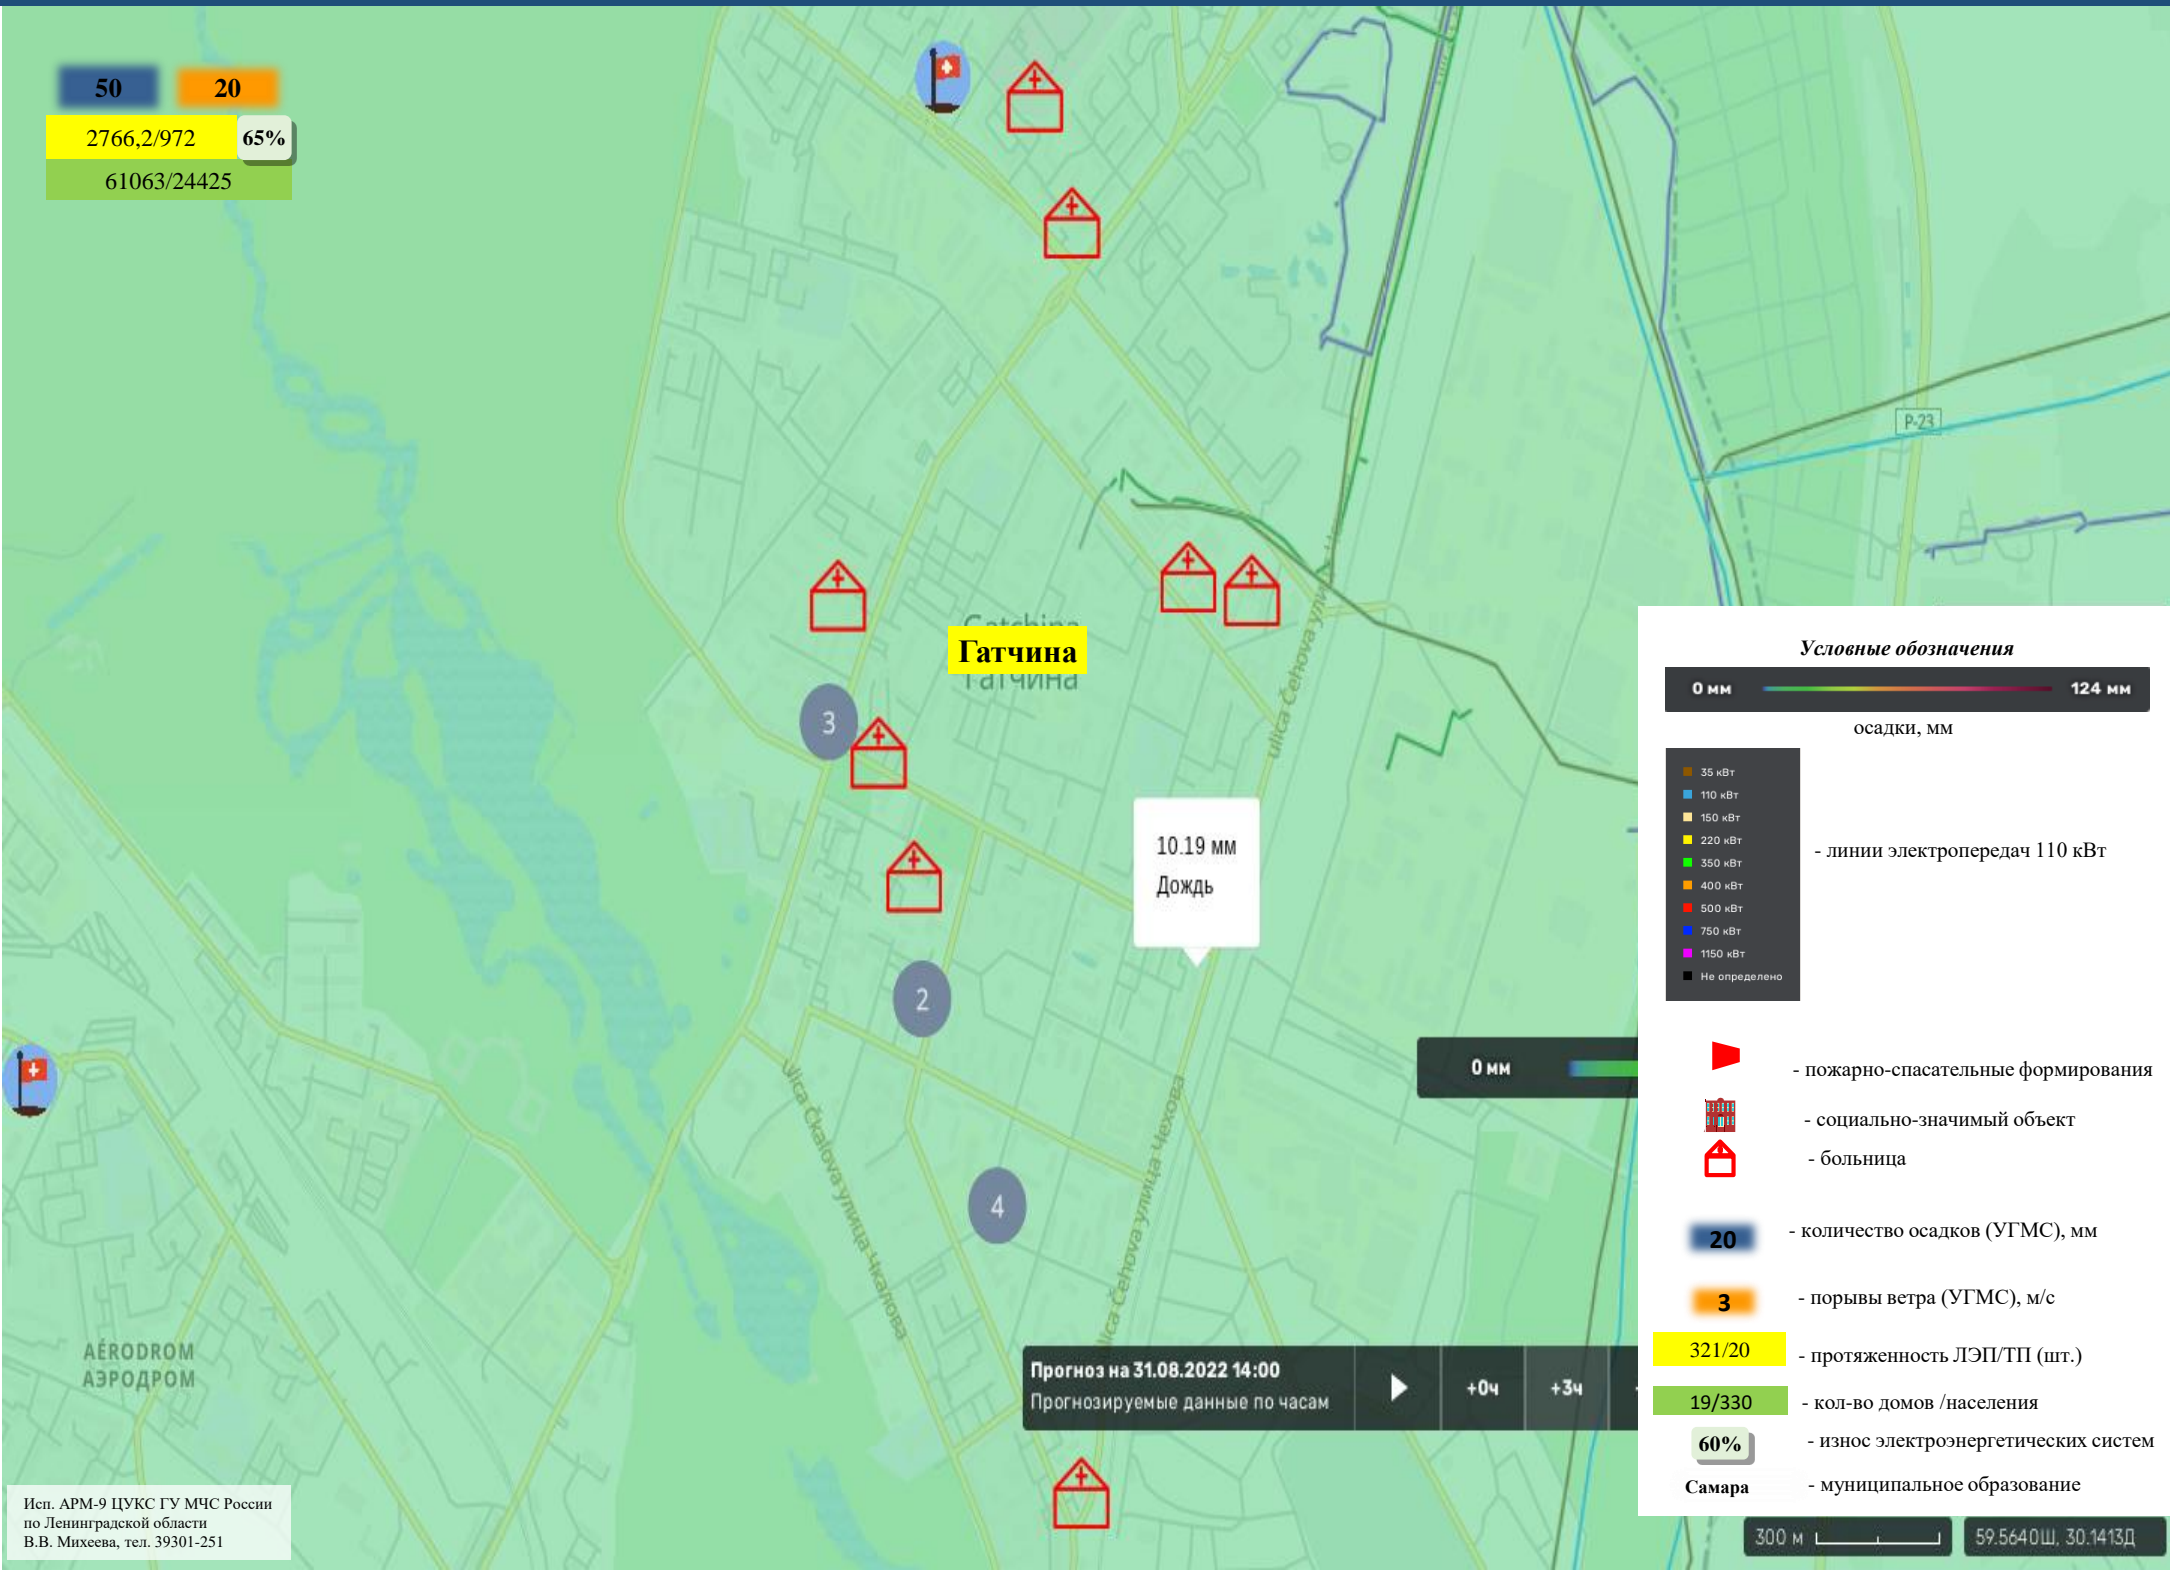 50 20
2766,2/972 65%
61063/24425
P-23
Gatchina
Гатчина
Гатчина
3
10.19 мм
Дождь
2
4
ulica Čehova улица Чехова
Ulica Čkalova улица Чкалова
ulica Čehova улица Чехова
AÉRODROM
АЭРОДРОМ
0 мм
Прогноз на 31.08.2022 14:00
Прогнозируемые данные по часам
+0ч +3ч
Исп. АРМ-9 ЦУКС ГУ МЧС России
по Ленинградской области
В.В. Михеева, тел. 39301-251
Условные обозначения
0 мм 124 мм
осадки, мм
35 кВт
110 кВт
150 кВт
220 кВт
350 кВт
400 кВт
500 кВт
750 кВт
1150 кВт
Не определено
- линии электропередач 110 кВт
- пожарно-спасательные формирования
- социально-значимый объект
- больница
20 - количество осадков (УГМС), мм
3 - порывы ветра (УГМС), м/с
321/20 - протяженность ЛЭП/ТП (шт.)
19/330 - кол-во домов /населения
60% - износ электроэнергетических систем
Самара - муниципальное образование
300 м
59.5640Ш, 30.1413Д